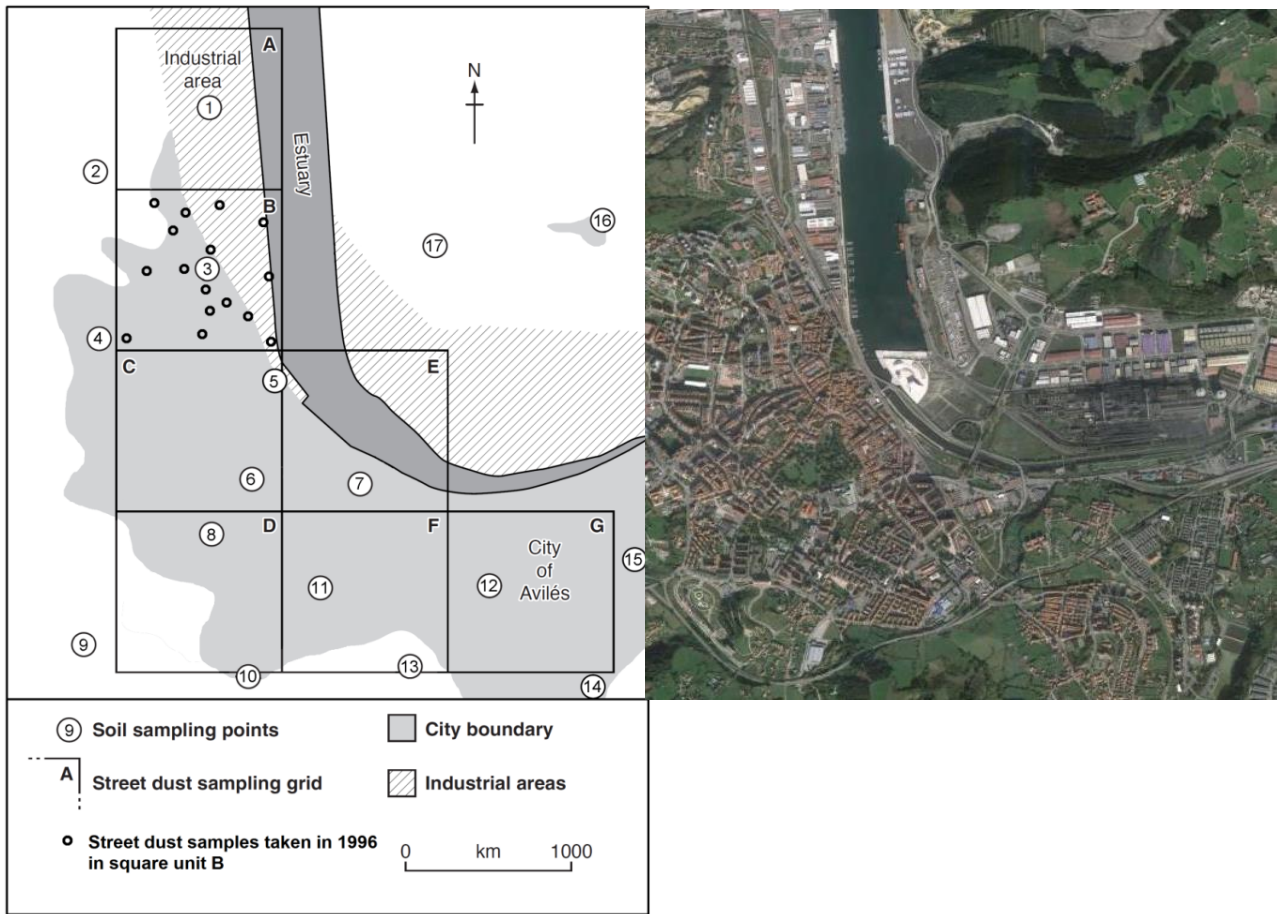 A
Industrial
area
1
N
Estuary
2
B
16
17
3
4
C
E
5
6
7
D
F
G
8
City
of
Avilés
15
11
12
9
10
13
14
9 Soil sampling points
City boundary
A Street dust sampling grid
Industrial areas
Street dust samples taken in 1996
in square unit B
0 km 1000